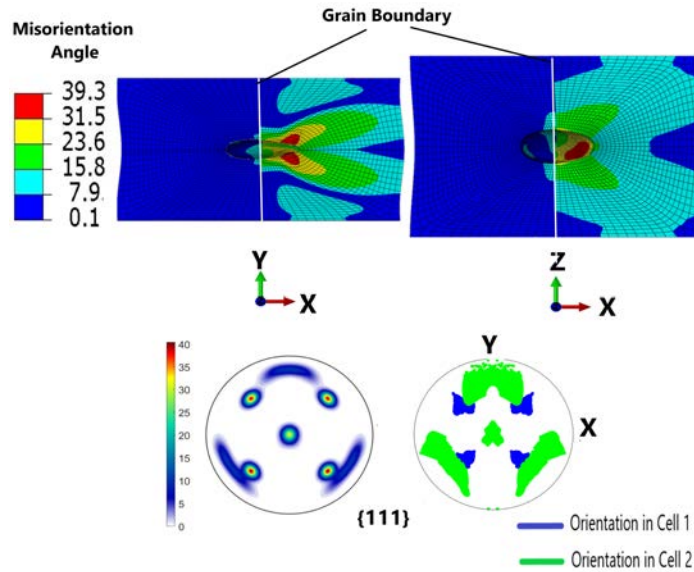 Grain Boundary
Misorientation
Angle
39.3
31.5
23.6
15.8
7.9
0.1
Y
X
Z
X
40
35
30
25
20
15
10
5
0
Y
X
{111}
Orientation in Cell 1
Orientation in Cell 2